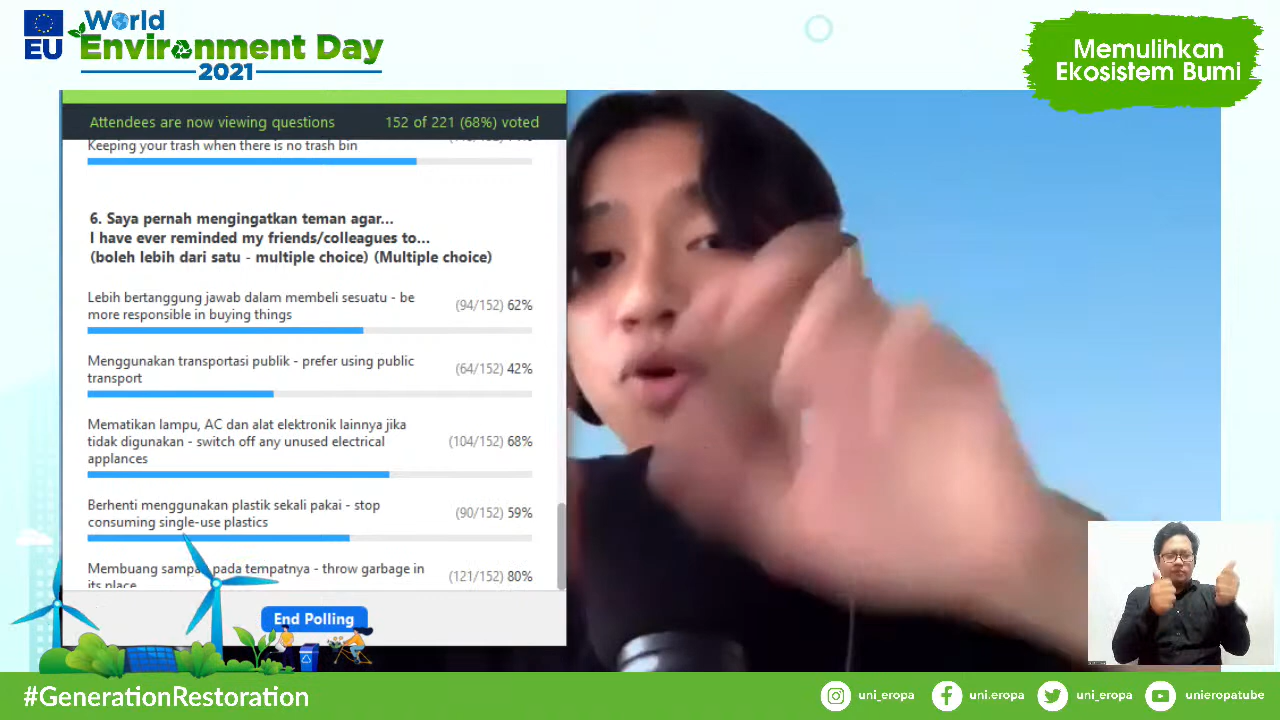 EU
World
Environment Day
2021
Memulihkan
Ekosistem Bumi
Attendees are now viewing questions 152 of 221 (68%) voted
Keeping your trash when there is no trash bin
6. Saya pernah mengingatkan teman agar...
I have ever reminded my friends/colleagues to...
(boleh lebih dari satu - multiple choice) (Multiple choice)
Lebih bertanggung jawab dalam membeli sesuatu - be
more responsible in buying things
(94/152) 62%
Menggunakan transportasi publik - prefer using public
transport
(64/152) 42%
Mematikan lampu, AC dan alat elektronik lainnya jika
tidak digunakan - switch off any unused electrical
applances
(104/152) 68%
Berhenti menggunakan plastik sekali pakai - stop
consuming single-use plastics
(90/152) 59%
Membuang sampah pada tempatnya - throw garbage in
its place
(121/152) 80%
End Polling
#GenerationRestoration
uni_eropa
uni.eropa
uni_eropa
unieropatube